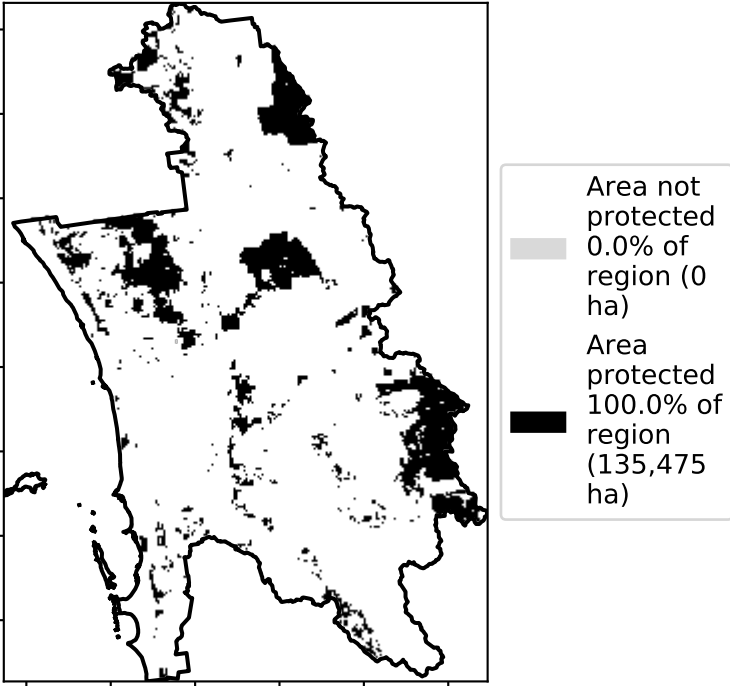 Area not
protected
0.0% of
region (0
ha)
Area
protected
100.0% of
region
(135,475
ha)